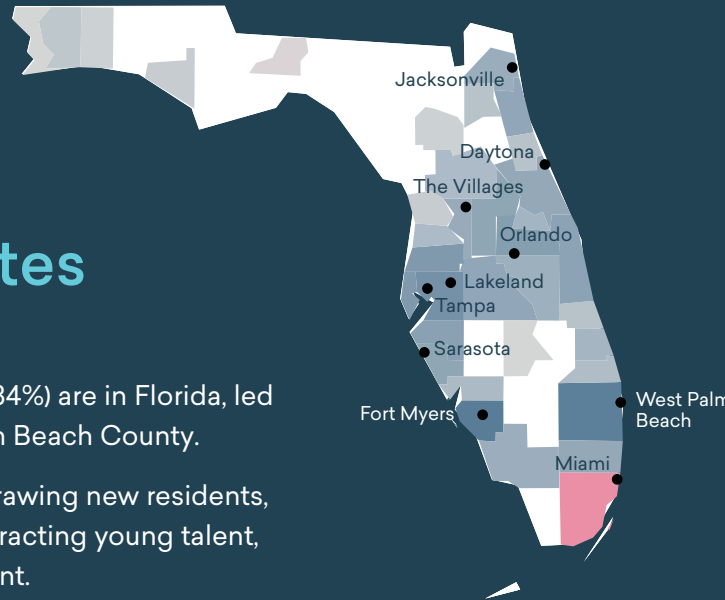 Jacksonville
Daytona
The Villages
Orlando
tes
Lakeland
Tampa
Sarasota
34%) are in Florida, led
West Palm
Beach
Fort Myers
n Beach County.
Miami
rawing new residents,
racting young talent,
nt.